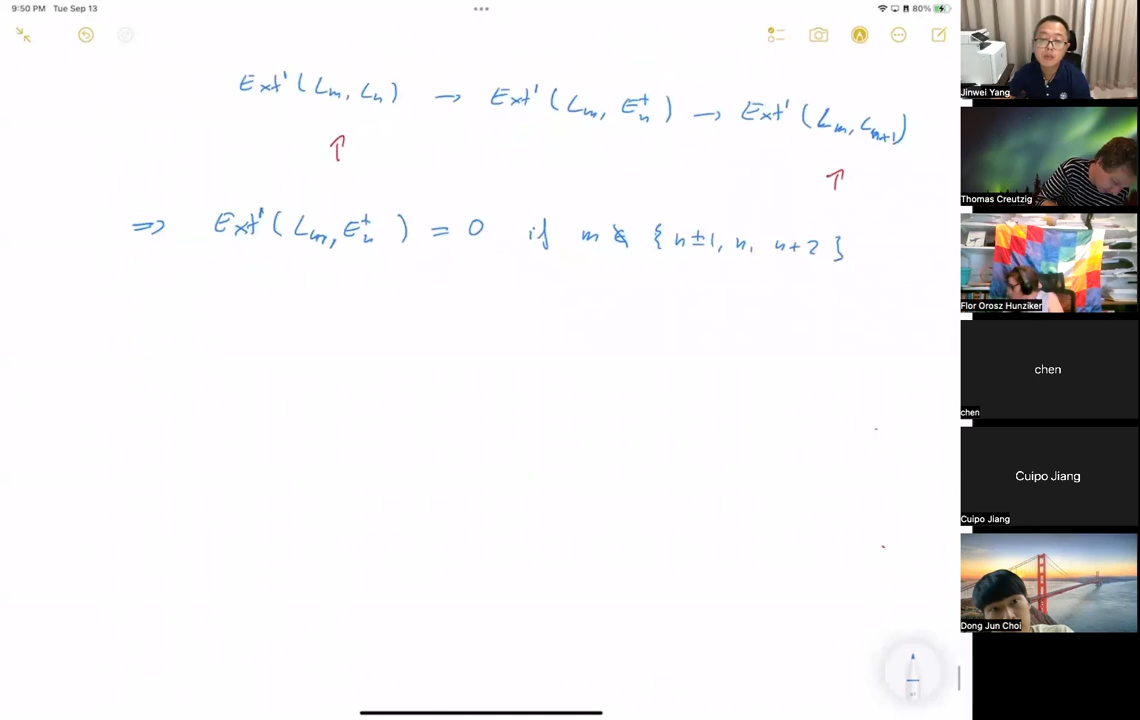 9:50 PM Tue Sep 13
80%
Ext¹(Lm, Ln) → Ext¹(Lm, En⁺) → Ext¹(Lm, Ln+1)
↑ ↑
⇒ Ext¹(Lm, En⁺) = 0 if m ∉ {n±1, n, n+2}
Jinwei Yang
Thomas Creutzig
Flor Orosz Hunziker
chen
chen
Cuipo Jiang
Cuipo Jiang
Dong Jun Choi